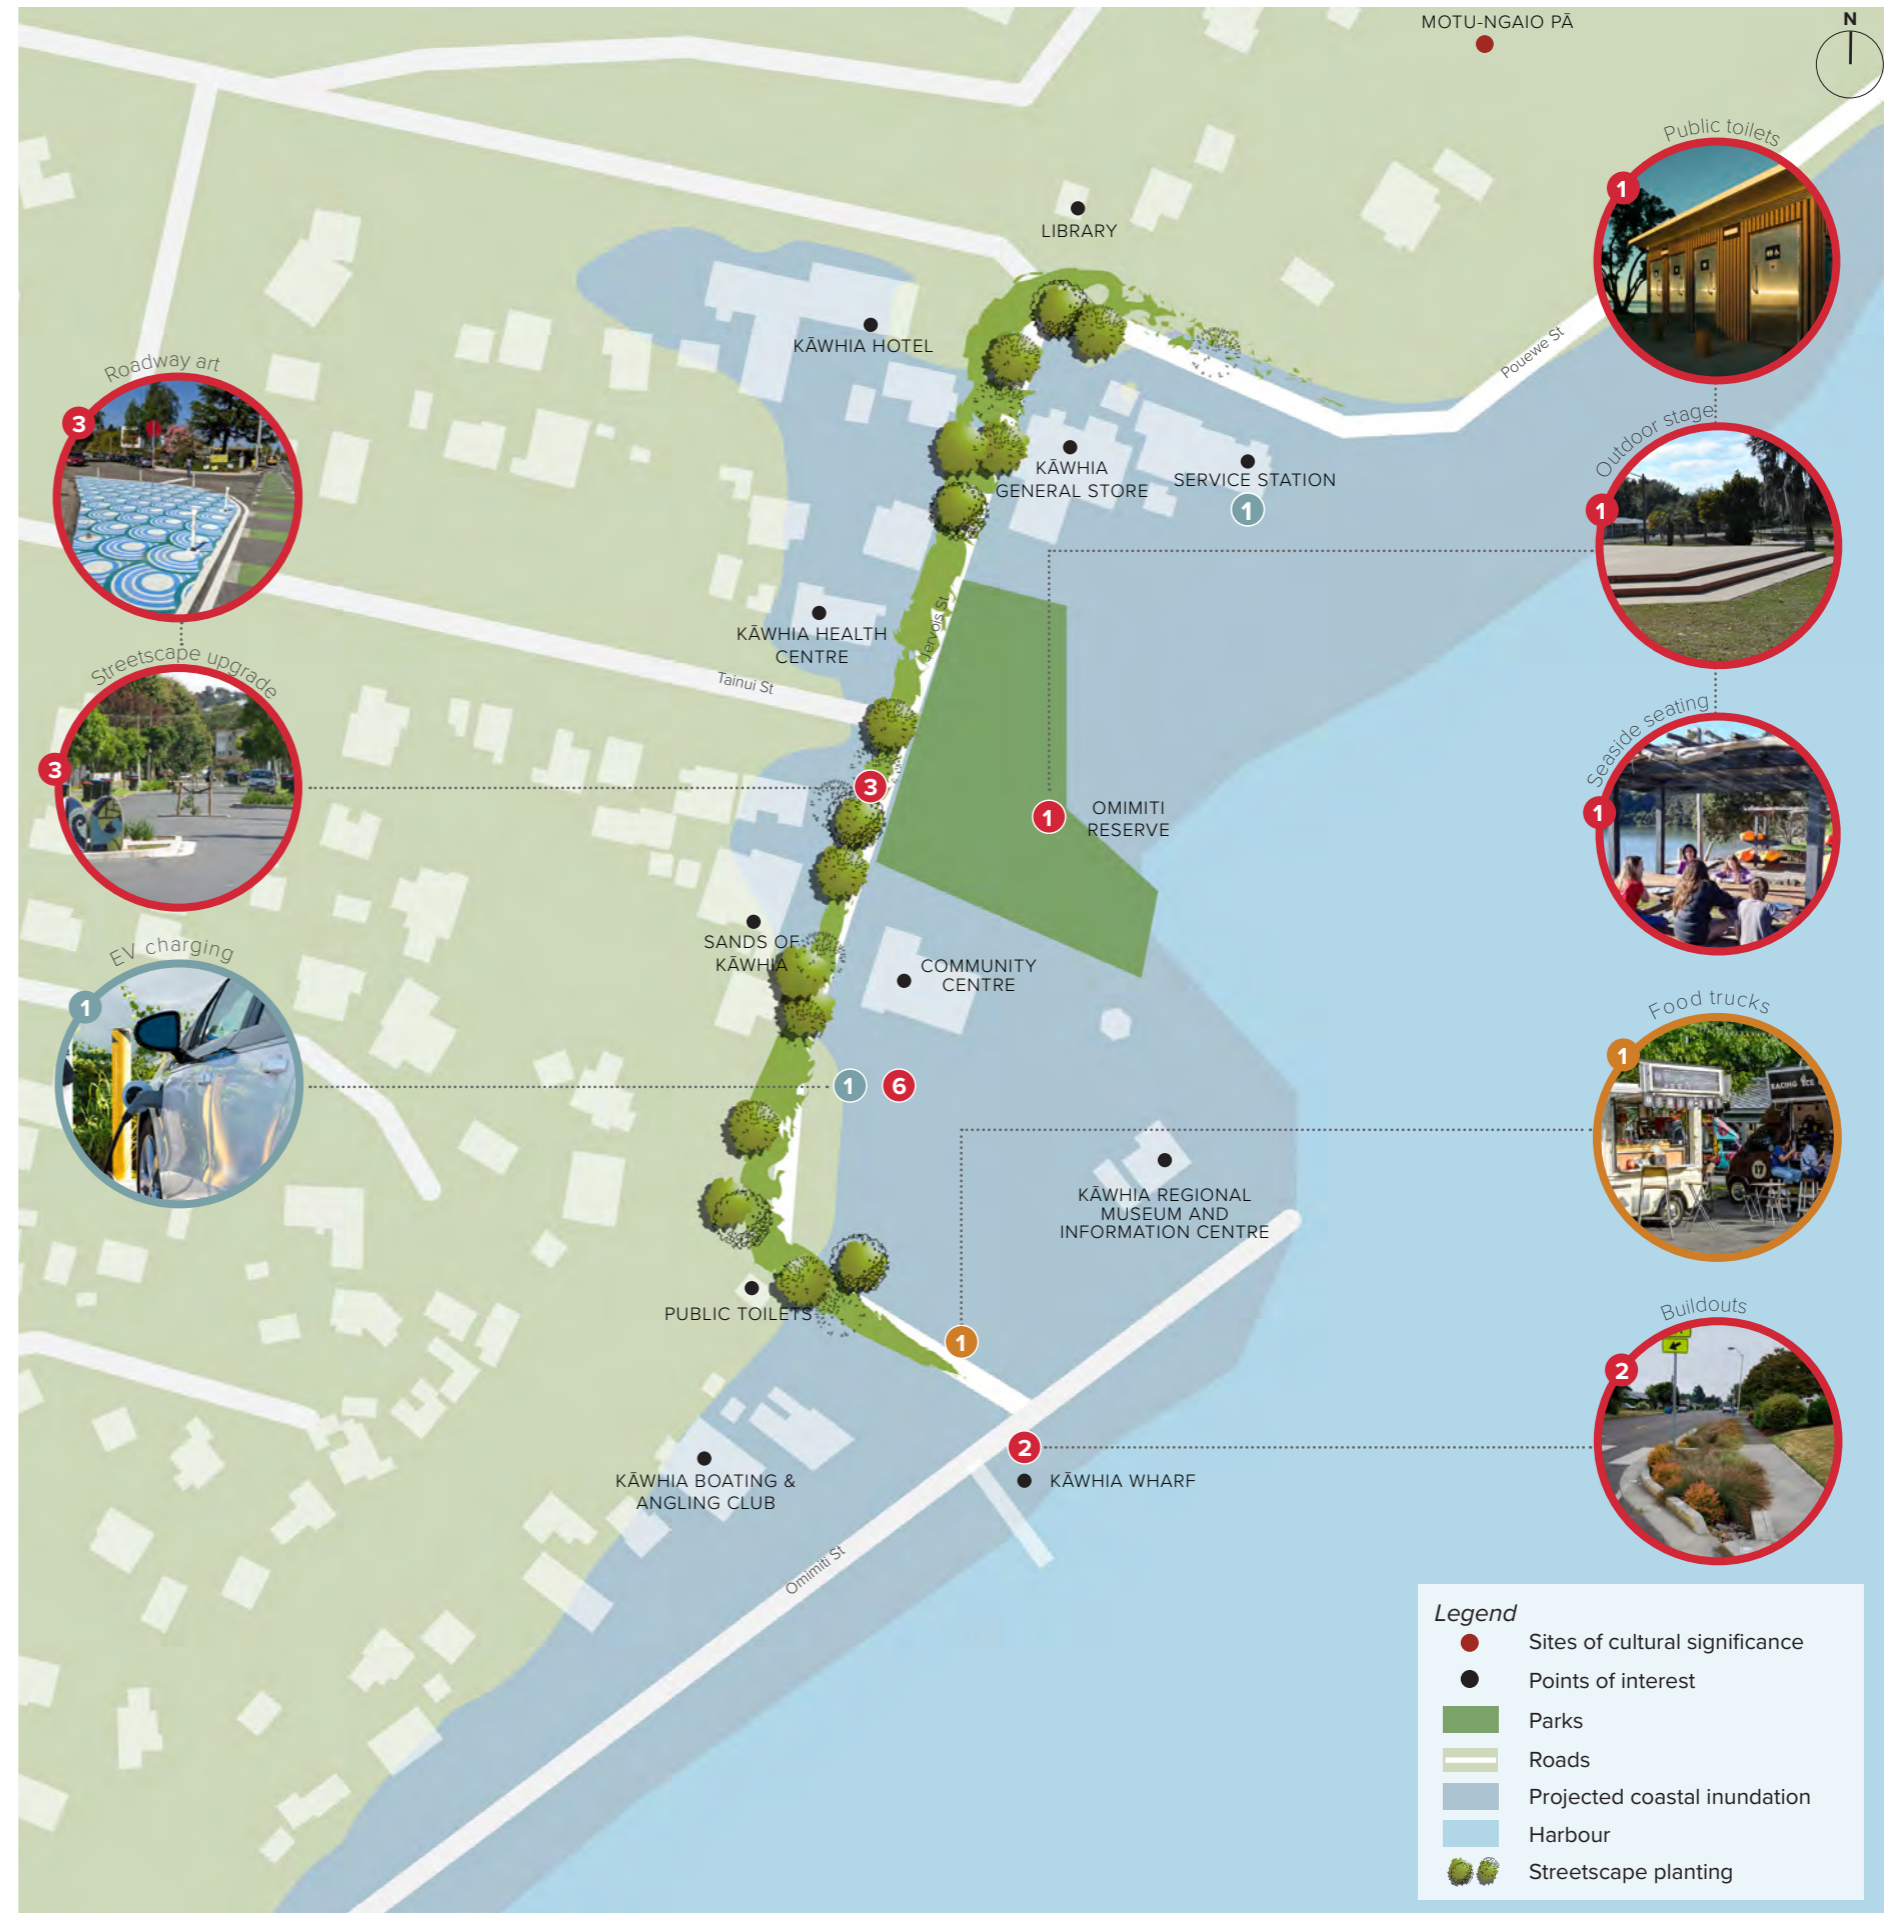 MOTU-NGAIO PĀ
N
Public toilets
1
LIBRARY
KĀWHIA HOTEL
Pouewe St
Roadway art
3
Outdoor stage
1
KĀWHIA
GENERAL STORE
SERVICE STATION
1
KĀWHIA HEALTH
CENTRE
Jervois St
Tainui St
Streetscape upgrade
3
3
Seaside seating
1
1
OMIMITI
RESERVE
SANDS OF
KĀWHIA
COMMUNITY
CENTRE
EV charging
1
1
6
Food trucks
1
RACING
17
KĀWHIA REGIONAL
MUSEUM AND
INFORMATION CENTRE
PUBLIC TOILETS
1
Buildouts
2
2
KĀWHIA WHARF
KĀWHIA BOATING &
ANGLING CLUB
Omimiti St
Legend
Sites of cultural significance
Points of interest
Parks
Roads
Projected coastal inundation
Harbour
Streetscape planting